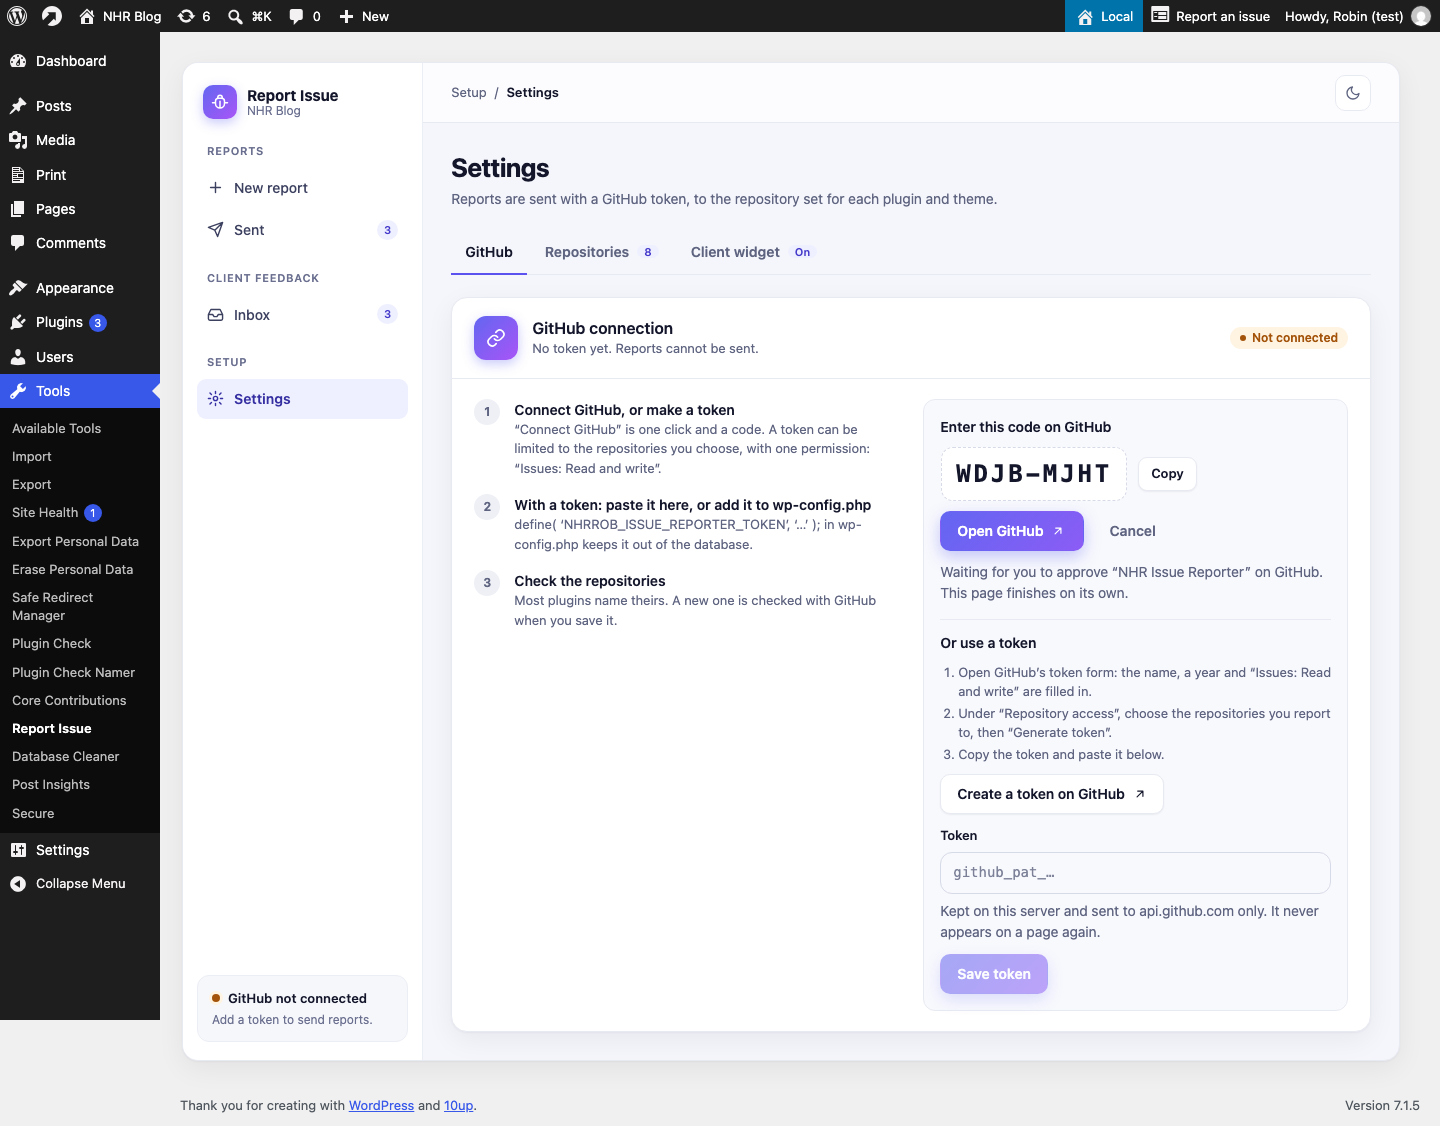 NHR Blog
6
⌘K
0
New
Local
Report an issue
Howdy, Robin (test)
Dashboard
Posts
Media
Print
Pages
Comments
Appearance
Plugins 3
Users
Tools
Available Tools
Import
Export
Site Health 1
Export Personal Data
Erase Personal Data
Safe Redirect
Manager
Plugin Check
Plugin Check Namer
Core Contributions
Report Issue
Database Cleaner
Post Insights
Secure
Settings
Collapse Menu
Report Issue
NHR Blog
REPORTS
New report
Sent 3
CLIENT FEEDBACK
Inbox 3
SETUP
Settings
GitHub not connected
Add a token to send reports.
Setup / Settings
Settings
Reports are sent with a GitHub token, to the repository set for each plugin and theme.
GitHub
Repositories 8
Client widget On
GitHub connection
No token yet. Reports cannot be sent.
Not connected
1
Connect GitHub, or make a token
“Connect GitHub” is one click and a code. A token can be
limited to the repositories you choose, with one permission:
“Issues: Read and write”.
2
With a token: paste it here, or add it to wp-config.php
define( ‘NHRROB_ISSUE_REPORTER_TOKEN’, ‘…’ ); in wp-
config.php keeps it out of the database.
3
Check the repositories
Most plugins name theirs. A new one is checked with GitHub
when you save it.
Enter this code on GitHub
WDJB-MJHT
Copy
Open GitHub
Cancel
Waiting for you to approve “NHR Issue Reporter” on GitHub.
This page finishes on its own.
Or use a token
1. Open GitHub’s token form: the name, a year and “Issues: Read
and write” are filled in.
2. Under “Repository access”, choose the repositories you report
to, then “Generate token”.
3. Copy the token and paste it below.
Create a token on GitHub
Token
github_pat_…
Kept on this server and sent to api.github.com only. It never
appears on a page again.
Save token
Thank you for creating with WordPress and 10up.
Version 7.1.5